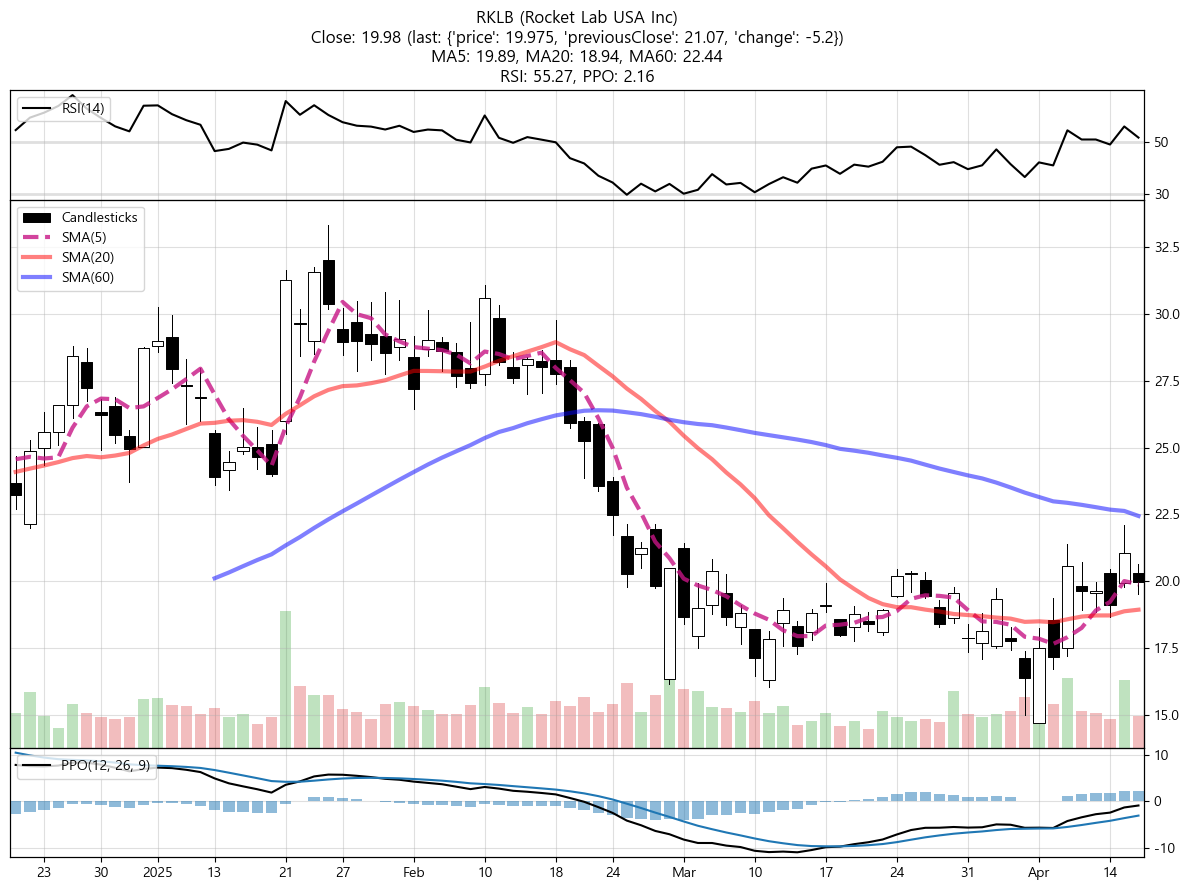 RKLB (Rocket Lab USA Inc)
Close: 19.98 (last: {'price': 19.975, 'previousClose': 21.07, 'change': -5.2})
MA5: 19.89, MA20: 18.94, MA60: 22.44
RSI: 55.27, PPO: 2.16
RSI(14)
50
30
Candlesticks
SMA(5)
SMA(20)
SMA(60)
32.5
30.0
27.5
25.0
22.5
20.0
17.5
15.0
PPO(12, 26, 9)
10
0
-10
23 30 2025 13 21 27 Feb 10 18 24 Mar 10 17 24 31 Apr 14